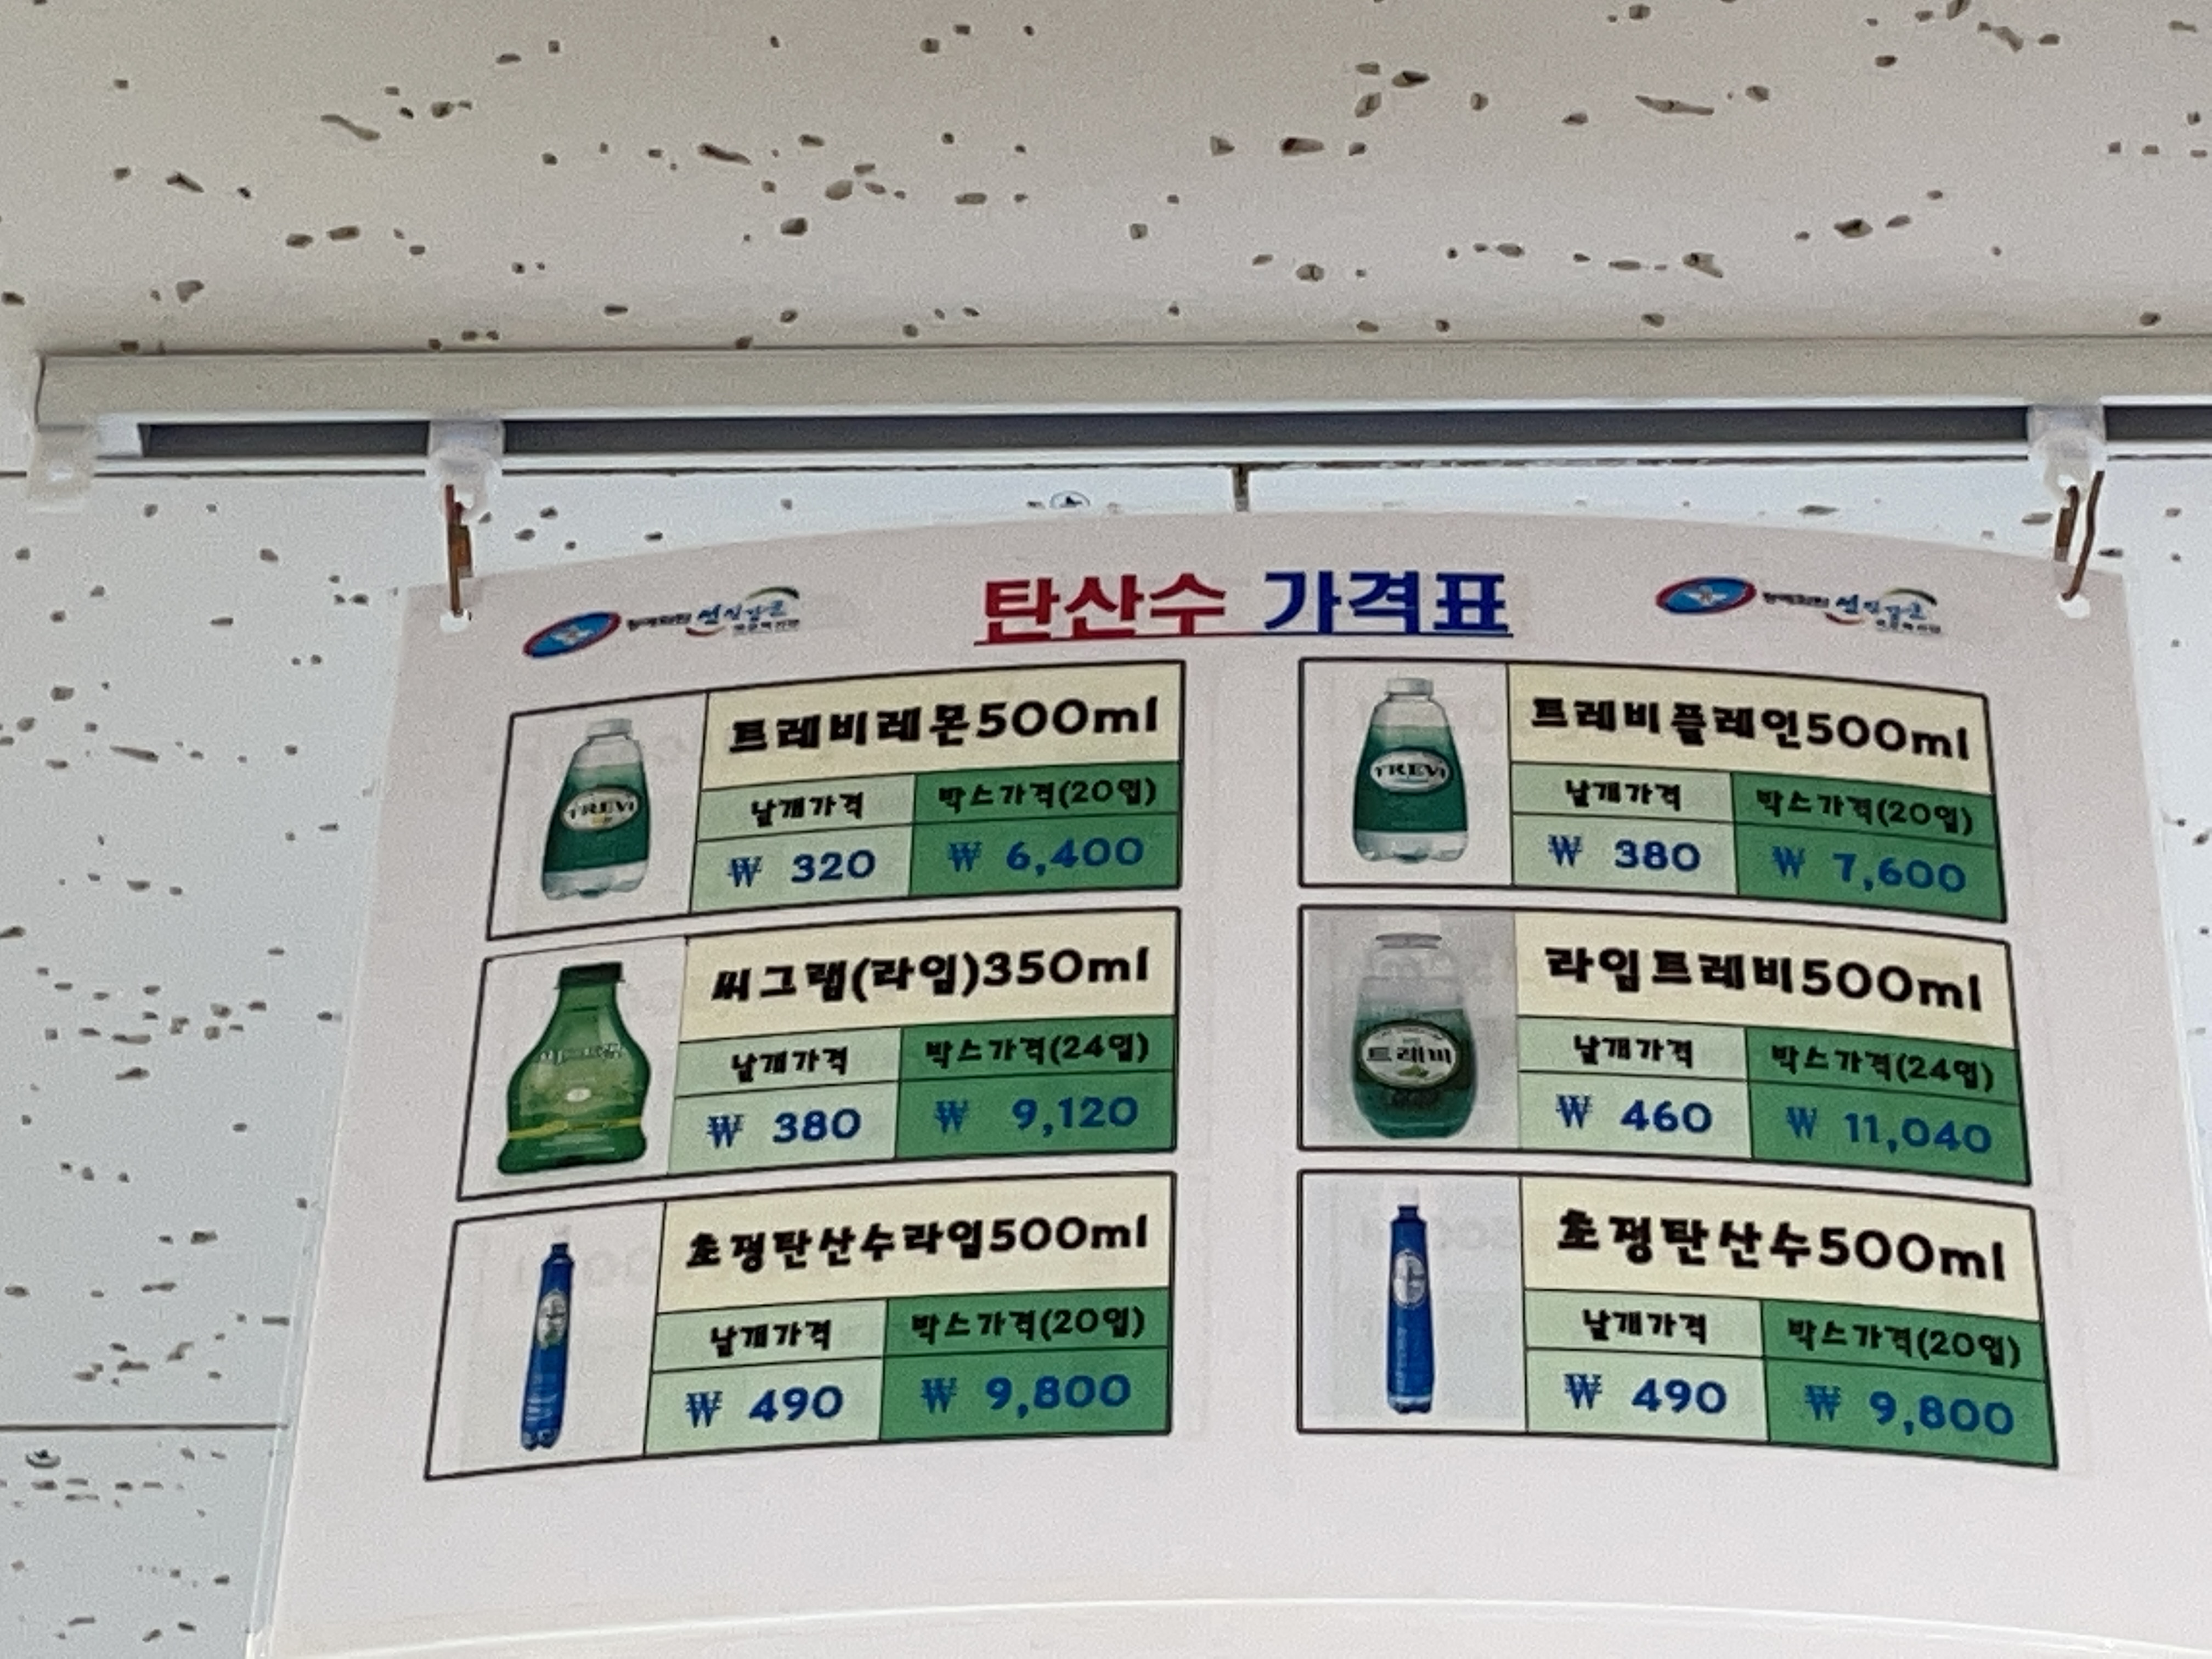 탄산수 가격표
트레비레몬500ml
낱개가격 박스가격(20입)
₩ 320 ₩ 6,400
TREVI
트레비플레인500ml
낱개가격 박스가격(20입)
₩ 380 ₩ 7,600
TREVI
씨그램(라임)350ml
낱개가격 박스가격(24입)
₩ 380 ₩ 9,120
라임트레비500ml
낱개가격 박스가격(24입)
₩ 460 ₩ 11,040
트레비
초정탄산수라임500ml
낱개가격 박스가격(20입)
₩ 490 ₩ 9,800
초정탄산수500ml
낱개가격 박스가격(20입)
₩ 490 ₩ 9,800